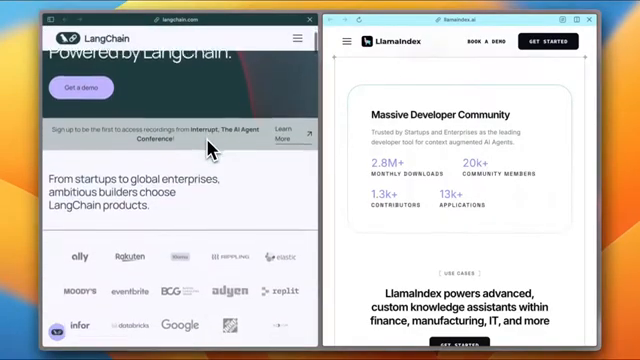 langchain.com
LangChain
Powered by LangChain.
Get a demo
Sign up to be the first to access recordings from Interrupt, The AI Agent
Conference!
Learn
More
From startups to global enterprises,
ambitious builders choose
LangChain products.
ally
Rakuten
Klarna
RIPPLING
elastic
MOODY'S
eventbrite
BCG
adyen
replit
infor
databricks
Google
llamaindex.ai
LlamaIndex
BOOK A DEMO
GET STARTED
Massive Developer Community
Trusted by Startups and Enterprises as the leading
developer tool for context augmented AI Agents.
2.8M+
MONTHLY DOWNLOADS
20k+
COMMUNITY MEMBERS
1.3k+
CONTRIBUTORS
13k+
APPLICATIONS
USE CASES
LlamaIndex powers advanced,
custom knowledge assistants within
finance, manufacturing, IT, and more
GET STARTED